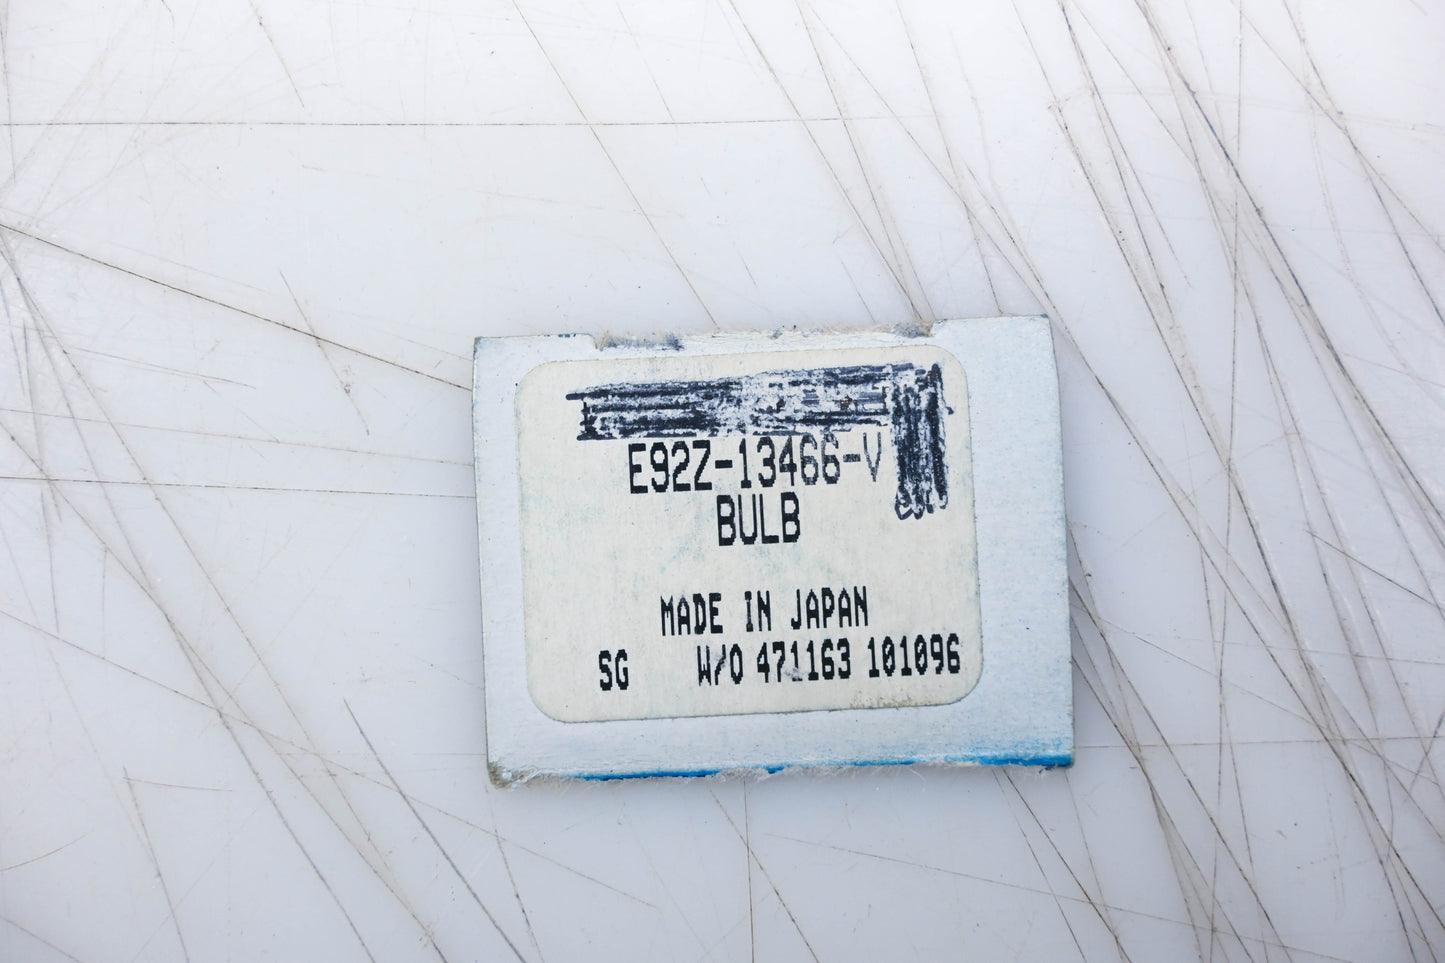 E92Z-13466-V
BULB
MADE IN JAPAN
SG W/O 471163 101096